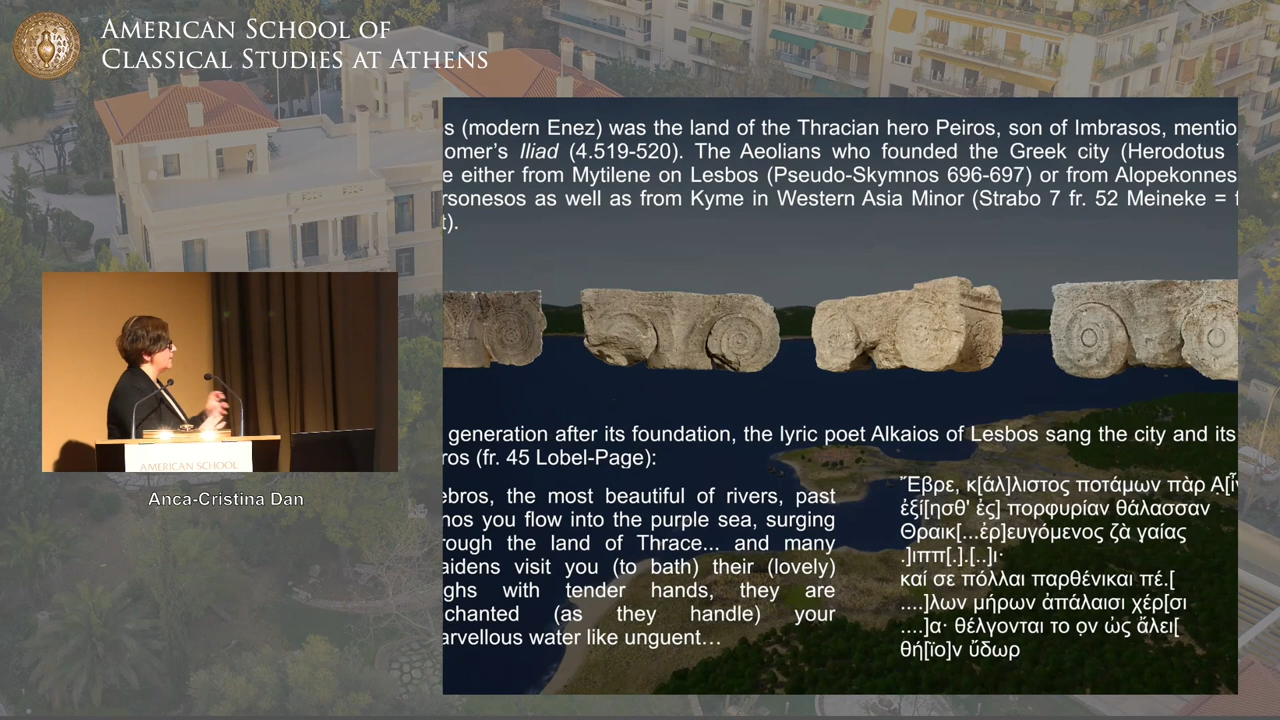 AMERICAN SCHOOL OF
CLASSICAL STUDIES AT ATHENS
s (modern Enez) was the land of the Thracian hero Peiros, son of Imbrasos, mentio
omer's Iliad (4.519-520). The Aeolians who founded the Greek city (Herodotus
e either from Mytilene on Lesbos (Pseudo-Skymnos 696-697) or from Alopekonnes
rsonesos as well as from Kyme in Western Asia Minor (Strabo 7 fr. 52 Meineke =
t).
generation after its foundation, the lyric poet Alkaios of Lesbos sang the city and its
ros (fr. 45 Lobel-Page):
ebros, the most beautiful of rivers, past
nos you flow into the purple sea, surging
rough the land of Thrace... and many
aidens visit you (to bath) their (lovely)
ghs with tender hands, they are
chanted (as they handle) your
arvellous water like unguent…
Ἔβρε, κ[άλ]λιστος ποτάμων πὰρ Α̣[ἶν
ἐξί[ησθ' ἐς] πορφυρίαν θάλασσαν
Θραικ[...ἐρ]ευγόμενος ζὰ γαίας
.]ιππ[.].[..]ι·
καί σε πόλλαι παρθένικαι πέ.[
....]λων μήρων ἀπάλαισι χέρ[σι
....]α· θέλγονται το ο̣ν ὠς ἄλει[
θή[ϊο]ν ὔδωρ
AMERICAN SCHOOL
Anca-Cristina Dan